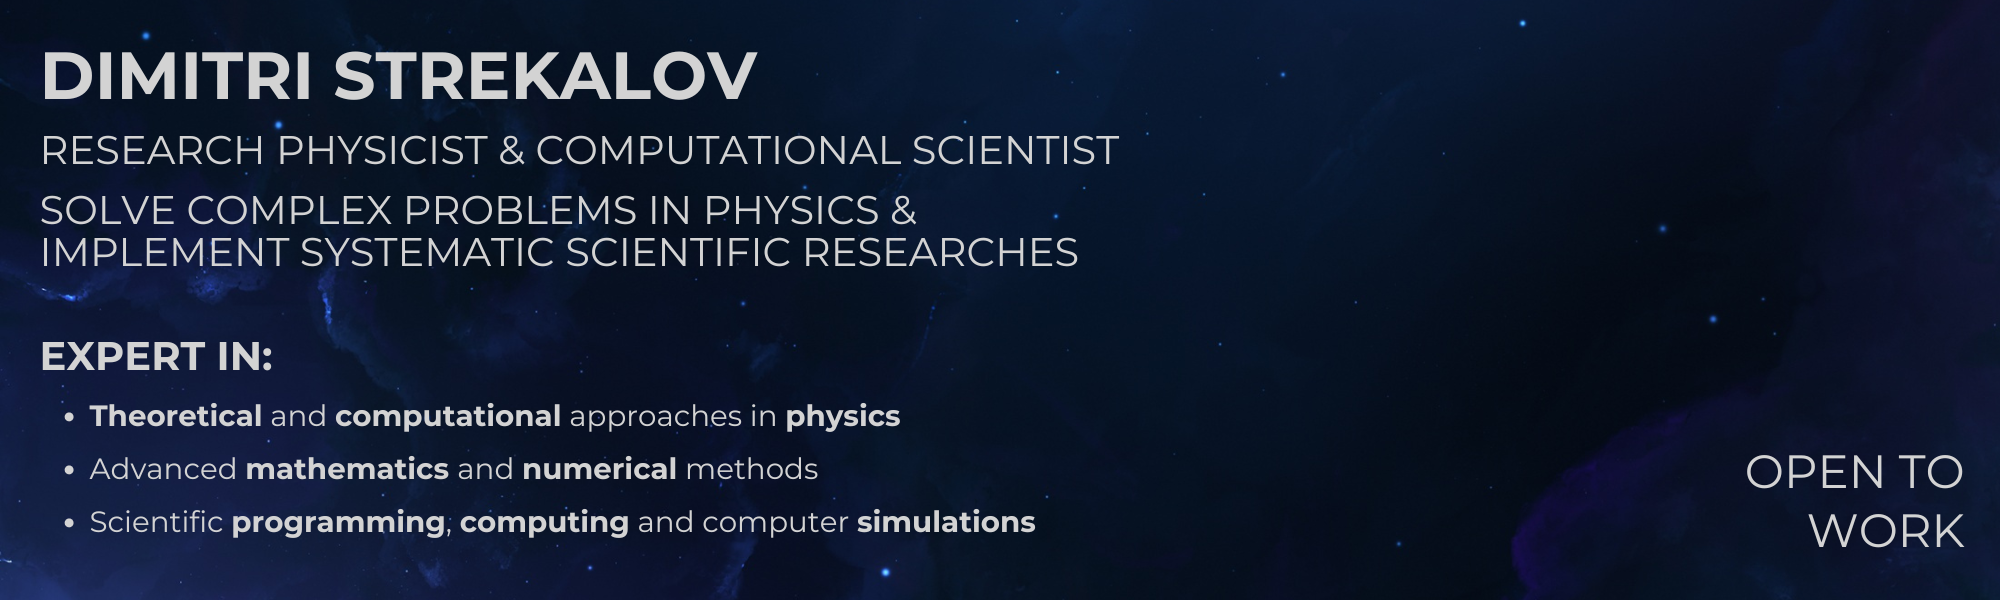 DIMITRI STREKALOV
RESEARCH PHYSICIST & COMPUTATIONAL SCIENTIST
SOLVE COMPLEX PROBLEMS IN PHYSICS &
IMPLEMENT SYSTEMATIC SCIENTIFIC RESEARCHES
EXPERT IN:
• Theoretical and computational approaches in physics
• Advanced mathematics and numerical methods
• Scientific programming, computing and computer simulations
OPEN TO
WORK